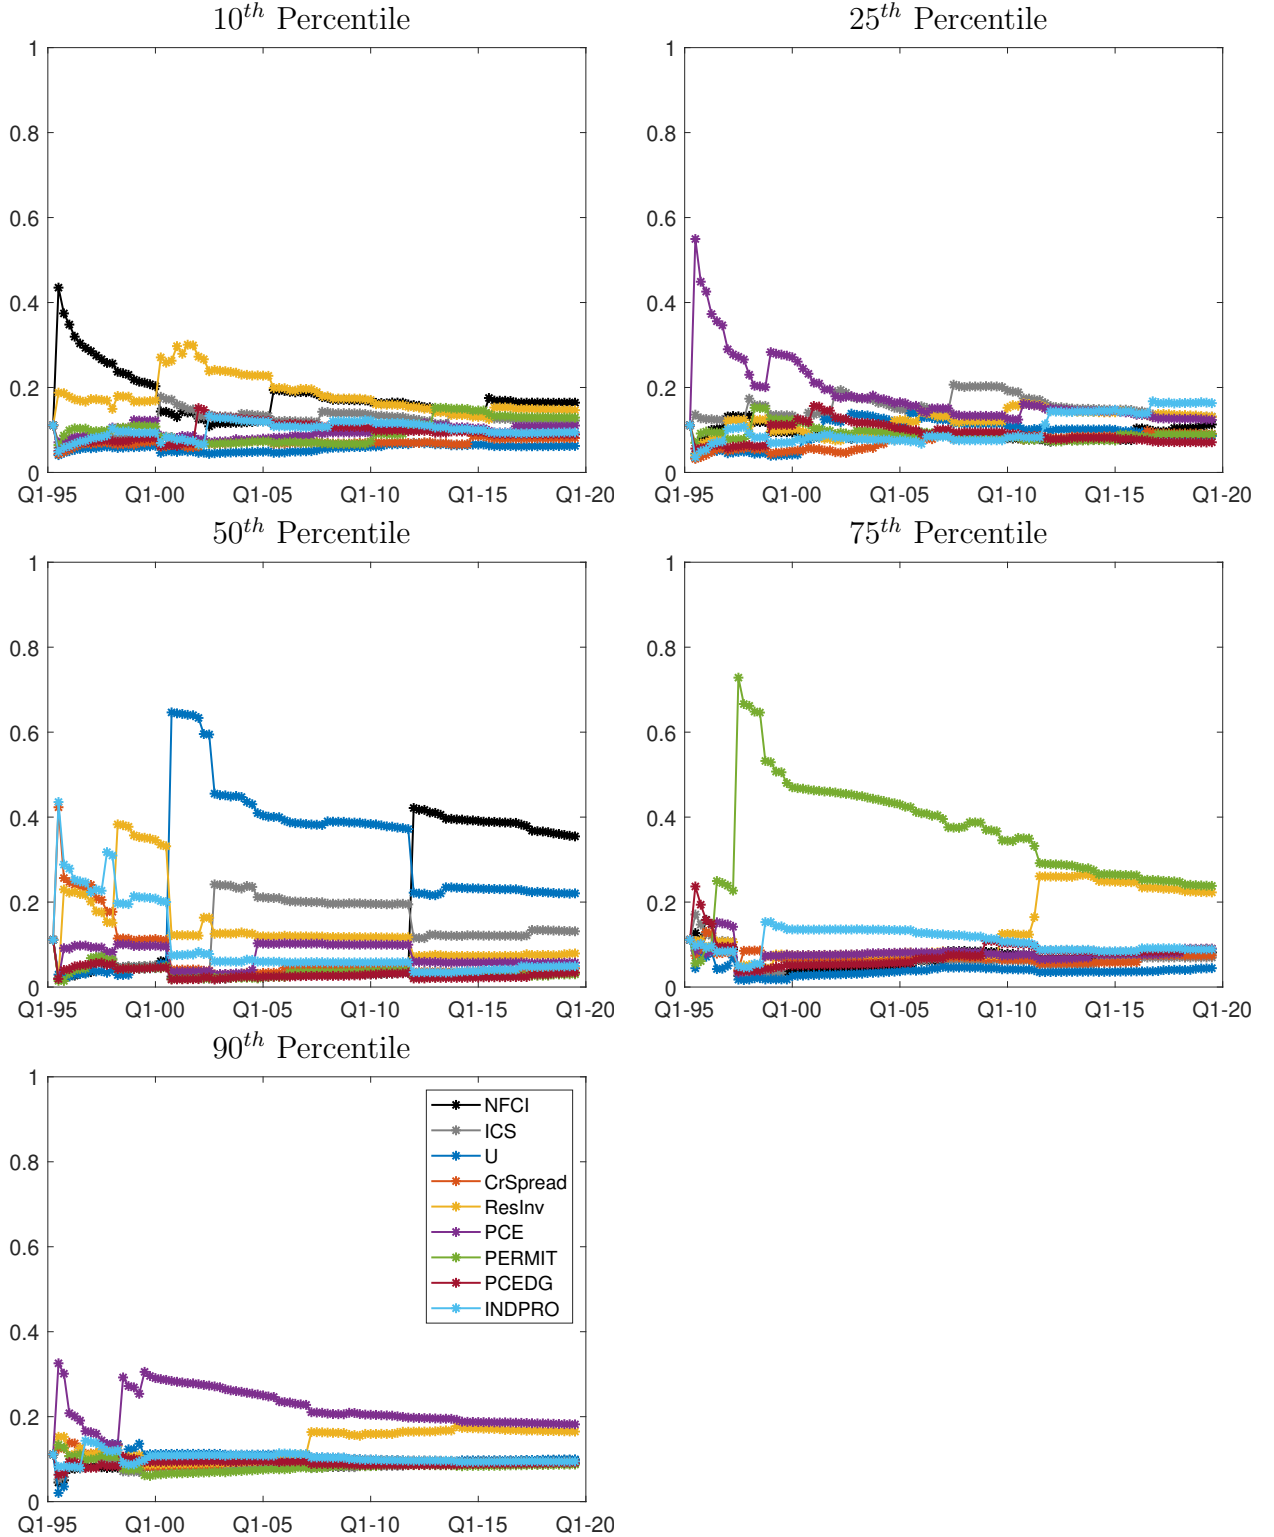 10th Percentile
25th Percentile
1
0.8
0.6
0.4
0.2
0
Q1-95 Q1-00 Q1-05 Q1-10 Q1-15 Q1-20
1
0.8
0.6
0.4
0.2
0
Q1-95 Q1-00 Q1-05 Q1-10 Q1-15 Q1-20
50th Percentile
75th Percentile
1
0.8
0.6
0.4
0.2
0
Q1-95 Q1-00 Q1-05 Q1-10 Q1-15 Q1-20
1
0.8
0.6
0.4
0.2
0
Q1-95 Q1-00 Q1-05 Q1-10 Q1-15 Q1-20
90th Percentile
1
0.8
0.6
0.4
0.2
0
Q1-95 Q1-00 Q1-05 Q1-10 Q1-15 Q1-20
NFCI
ICS
U
CrSpread
ResInv
PCE
PERMIT
PCEDG
INDPRO